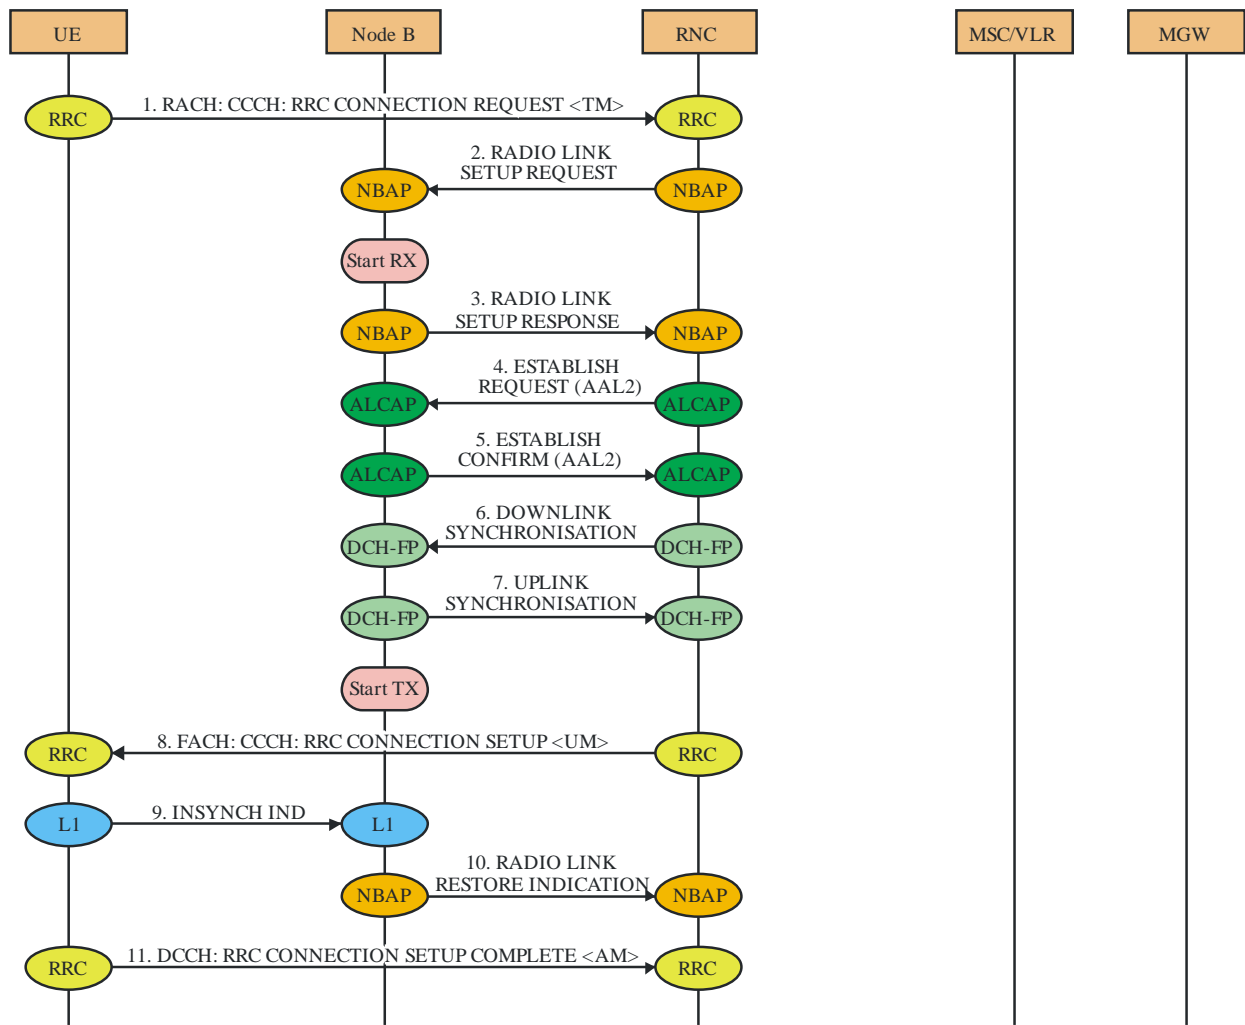 UE
Node B
RNC
MSC/VLR
MGW
1. RACH: CCCH: RRC CONNECTION REQUEST <TM>
RRC
RRC
2. RADIO LINK
SETUP REQUEST
NBAP
NBAP
Start RX
3. RADIO LINK
SETUP RESPONSE
NBAP
NBAP
4. ESTABLISH
REQUEST (AAL2)
ALCAP
ALCAP
5. ESTABLISH
CONFIRM (AAL2)
ALCAP
ALCAP
6. DOWNLINK
SYNCHRONISATION
DCH-FP
DCH-FP
7. UPLINK
SYNCHRONISATION
DCH-FP
DCH-FP
Start TX
8. FACH: CCCH: RRC CONNECTION SETUP <UM>
RRC
RRC
9. INSYNCH IND
L1
L1
10. RADIO LINK
RESTORE INDICATION
NBAP
NBAP
11. DCCH: RRC CONNECTION SETUP COMPLETE <AM>
RRC
RRC